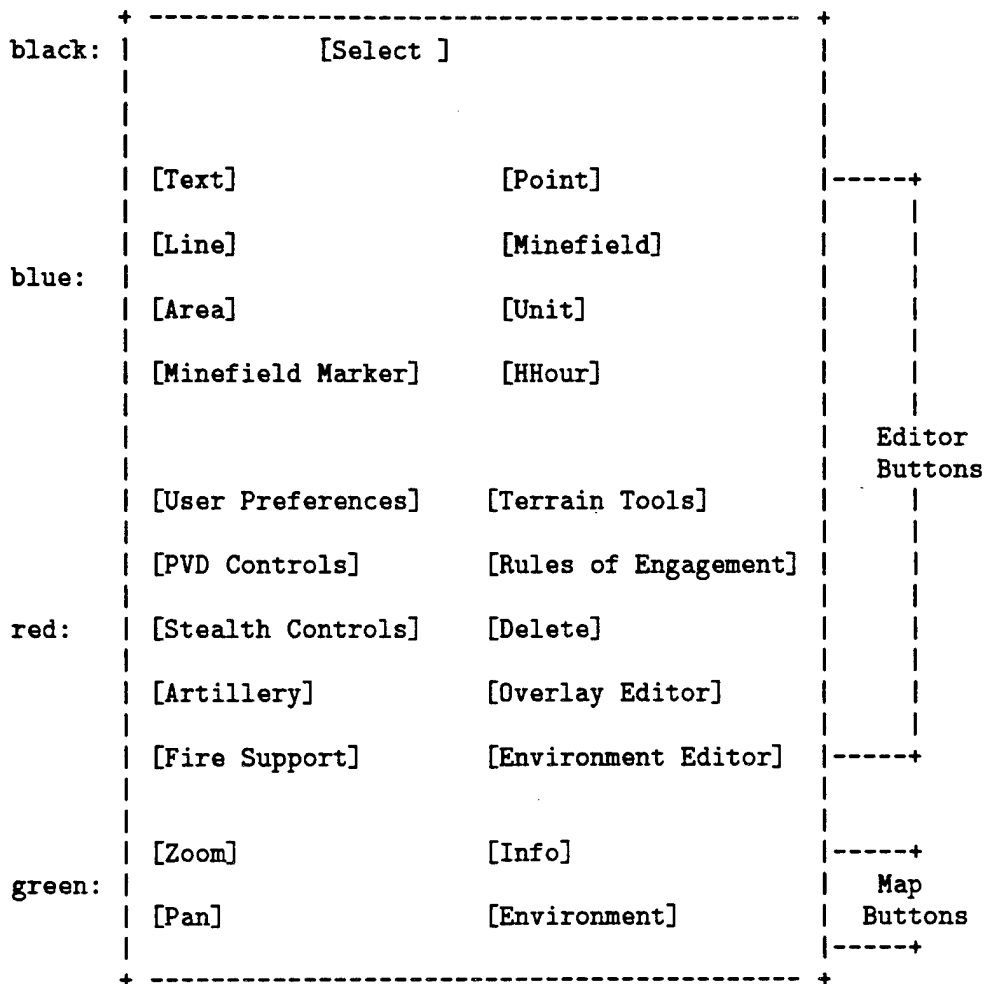 black: [Select ]
[Text] [Point]
[Line] [Minefield]
blue:
[Area] [Unit]
[Minefield Marker] [HHour]
Editor
Buttons
[User Preferences] [Terrain Tools]
[PVD Controls] [Rules of Engagement]
red: [Stealth Controls] [Delete]
[Artillery] [Overlay Editor]
[Fire Support] [Environment Editor]
[Zoom] [Info]
green: Map
[Pan] [Environment] Buttons